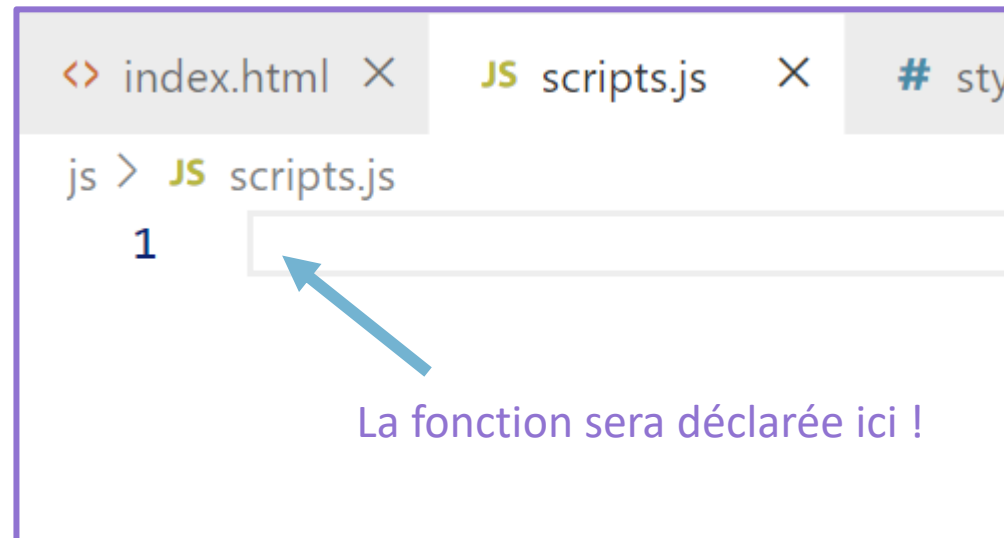 <> index.html × JS scripts.js × # sty
js > JS scripts.js
1
La fonction sera déclarée ici !